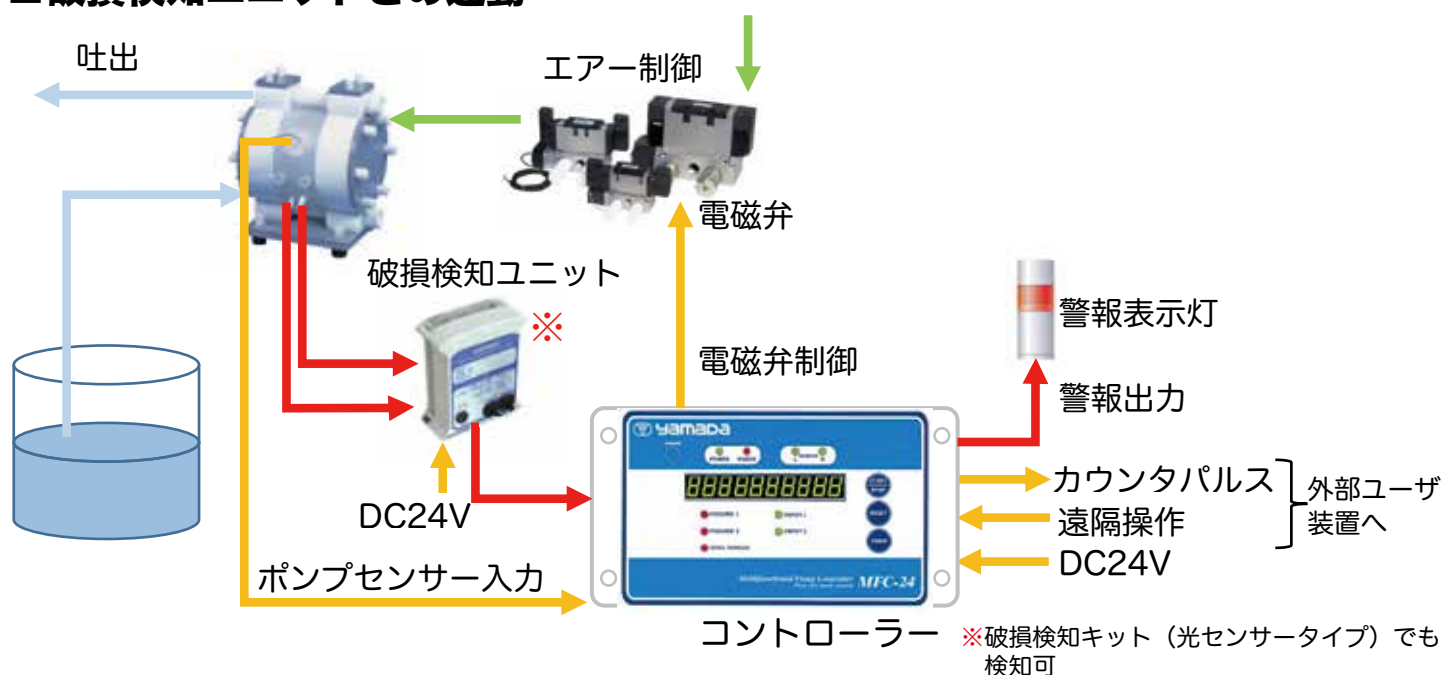 吐出
エアー制御
電磁弁
破損検知ユニット
※
警報表示灯
電磁弁制御
警報出力
yamada
8888888888
カウンタパルス
外部ユーザ
装置へ
遠隔操作
DC24V
DC24V
ポンプセンサー入力
MFC-24
コントローラー
※破損検知キット（光センサータイプ）でも
検知可